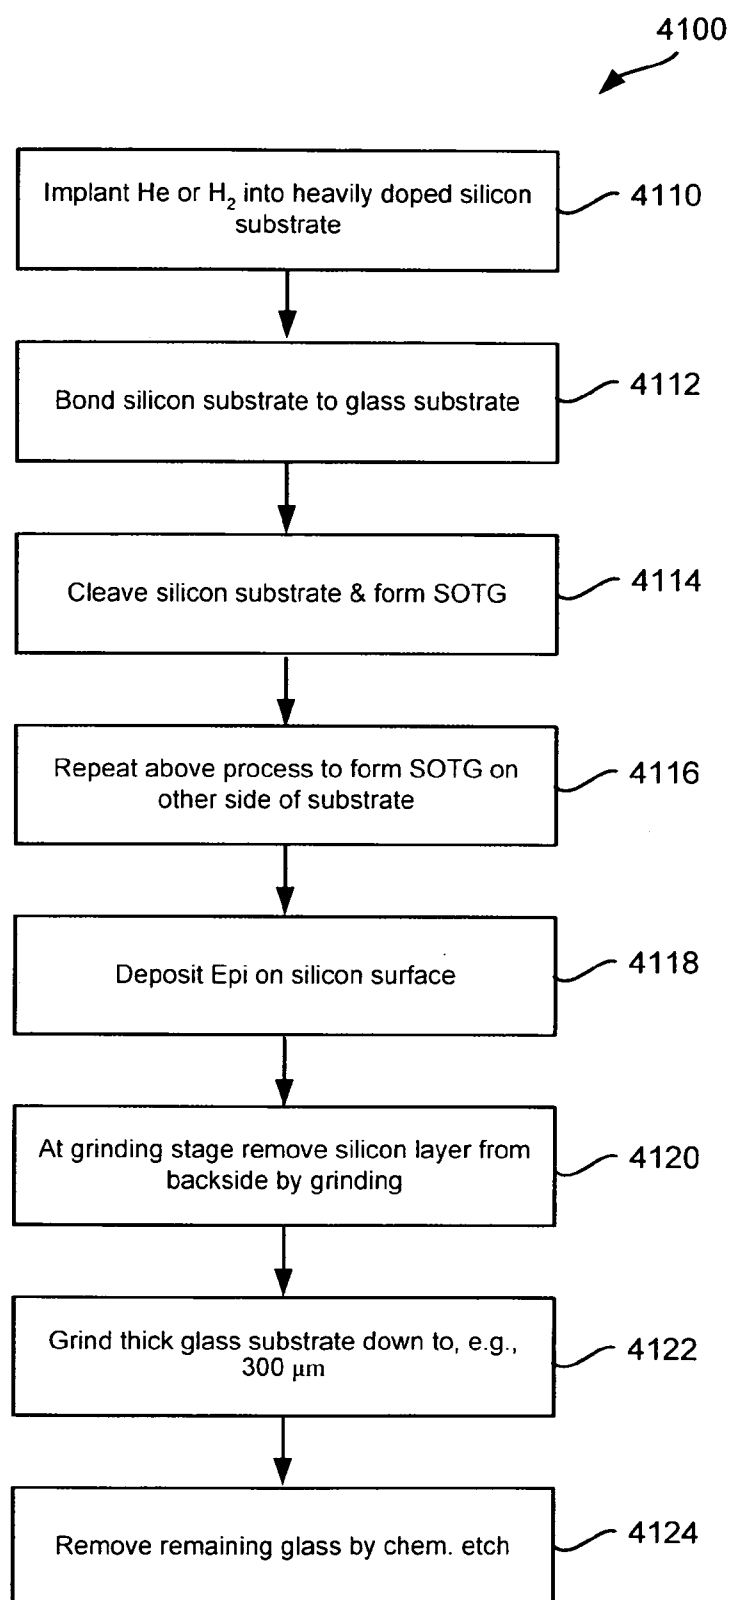 4100
Implant He or H2 into heavily doped silicon
substrate
4110
Bond silicon substrate to glass substrate
4112
Cleave silicon substrate & form SOTG
4114
Repeat above process to form SOTG on
other side of substrate
4116
Deposit Epi on silicon surface
4118
At grinding stage remove silicon layer from
backside by grinding
4120
Grind thick glass substrate down to, e.g.,
300 μm
4122
Remove remaining glass by chem. etch
4124